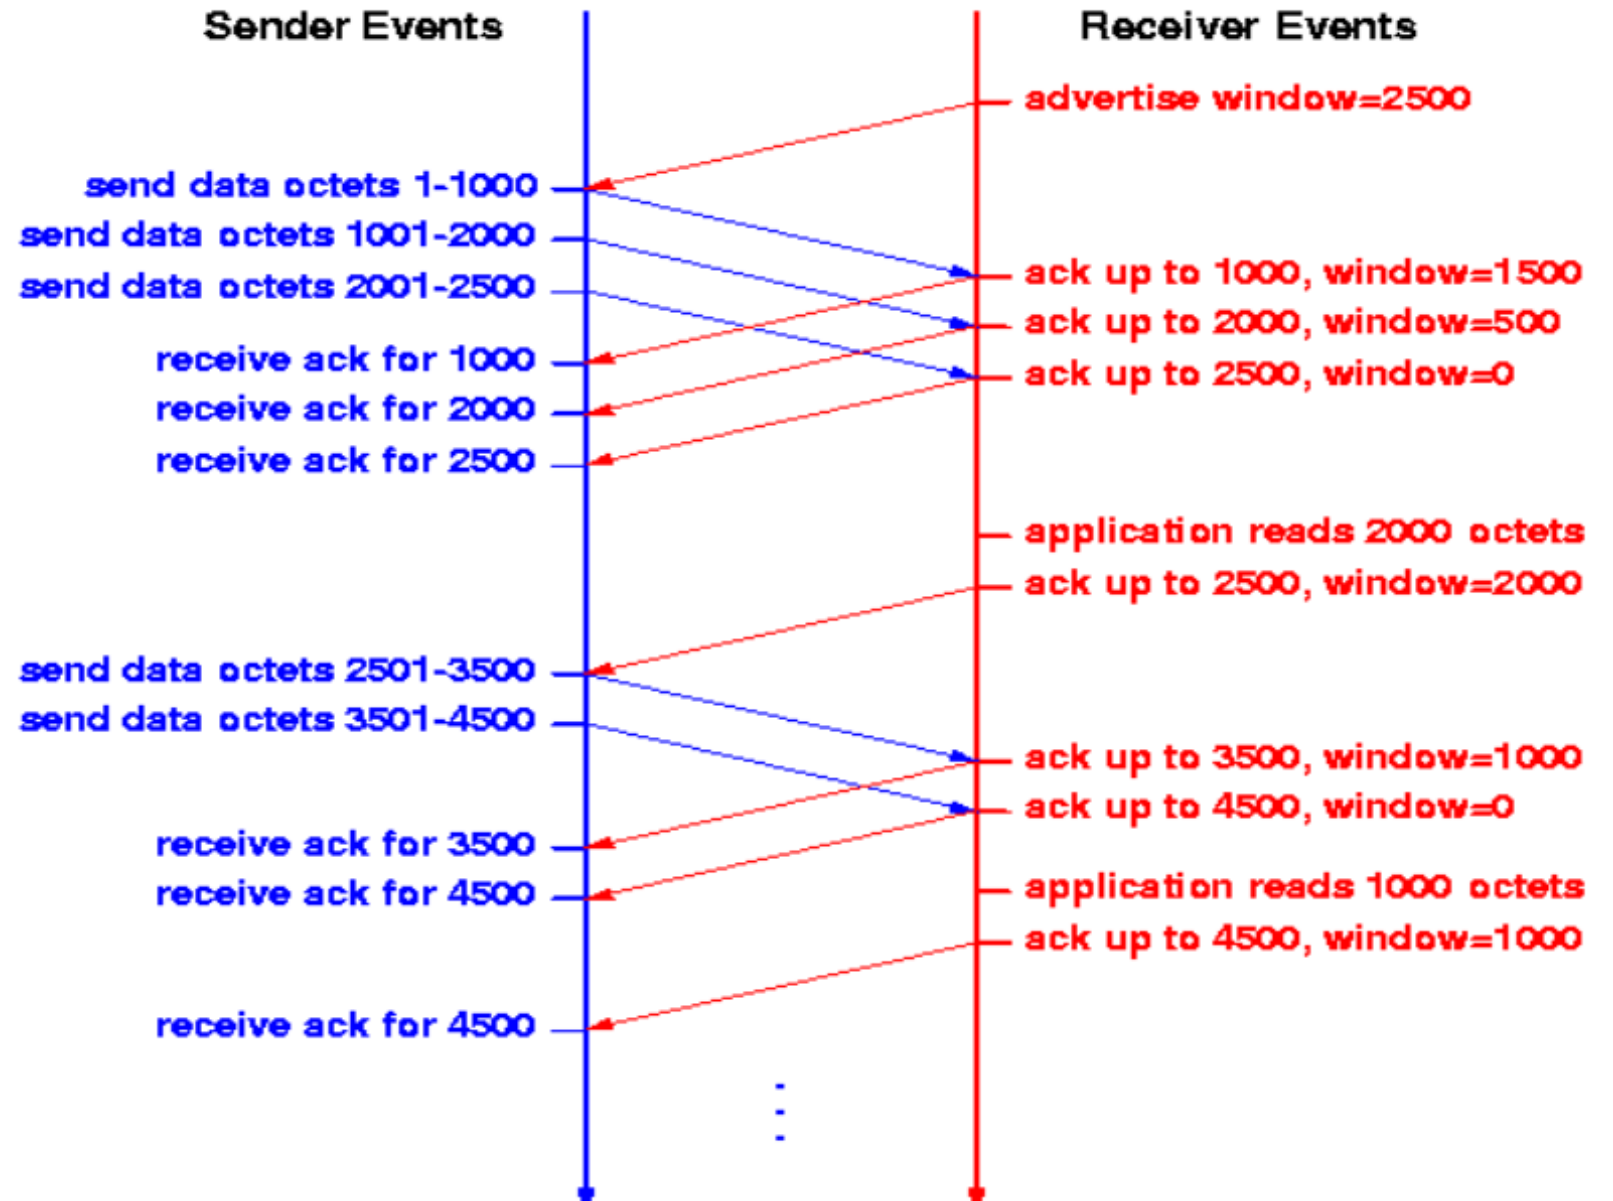 Sender Events
Receiver Events
advertise window=2500
send data octets 1-1000
send data octets 1001-2000
send data octets 2001-2500
ack up to 1000, window=1500
ack up to 2000, window=500
ack up to 2500, window=0
receive ack for 1000
receive ack for 2000
receive ack for 2500
application reads 2000 octets
ack up to 2500, window=2000
send data octets 2501-3500
send data octets 3501-4500
ack up to 3500, window=1000
ack up to 4500, window=0
receive ack for 3500
receive ack for 4500
application reads 1000 octets
ack up to 4500, window=1000
receive ack for 4500